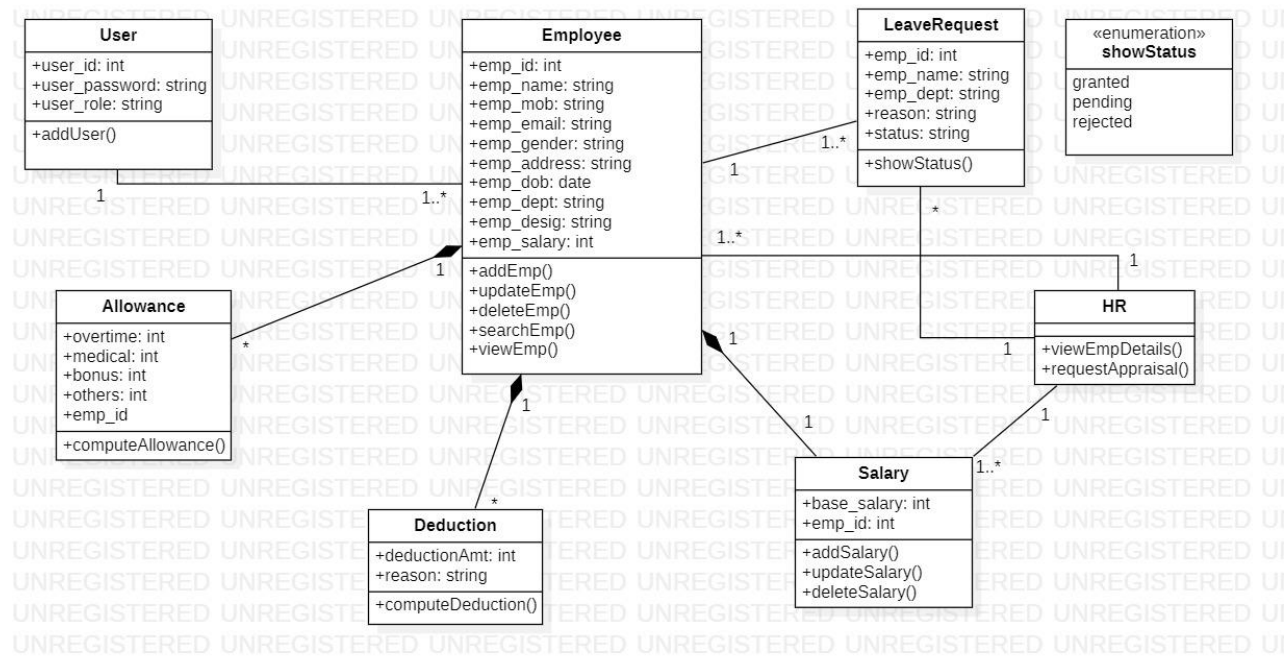 User
+user_id: int
+user_password: string
+user_role: string
+addUser()
1
1..*
Employee
+emp_id: int
+emp_name: string
+emp_mob: string
+emp_email: string
+emp_gender: string
+emp_address: string
+emp_dob: date
+emp_dept: string
+emp_desig: string
+emp_salary: int
+addEmp()
+updateEmp()
+deleteEmp()
+searchEmp()
+viewEmp()
LeaveRequest
+emp_id: int
+emp_name: string
+emp_dept: string
+reason: string
+status: string
+showStatus()
1
1..*
«enumeration»
showStatus
granted
pending
rejected
*
1
1..*
1
HR
+viewEmpDetails()
+requestAppraisal()
Allowance
+overtime: int
+medical: int
+bonus: int
+others: int
+emp_id
+computeAllowance()
1
*
Deduction
+deductionAmt: int
+reason: string
+computeDeduction()
1
*
Salary
+base_salary: int
+emp_id: int
+addSalary()
+updateSalary()
+deleteSalary()
1
1
1
1..*
UNREGISTERED UNREGISTERED UNREGISTERED UNREGISTERED UNREGISTERED UNREGISTERED